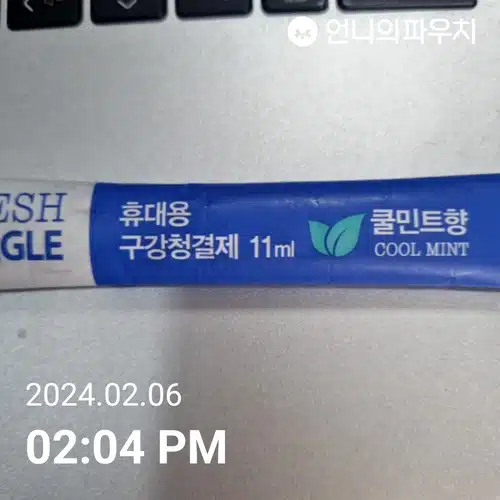 언니의파우치
ESH
GLE
휴대용
구강청결제 11ml
쿨민트향
COOL MINT
2024.02.06
02:04 PM